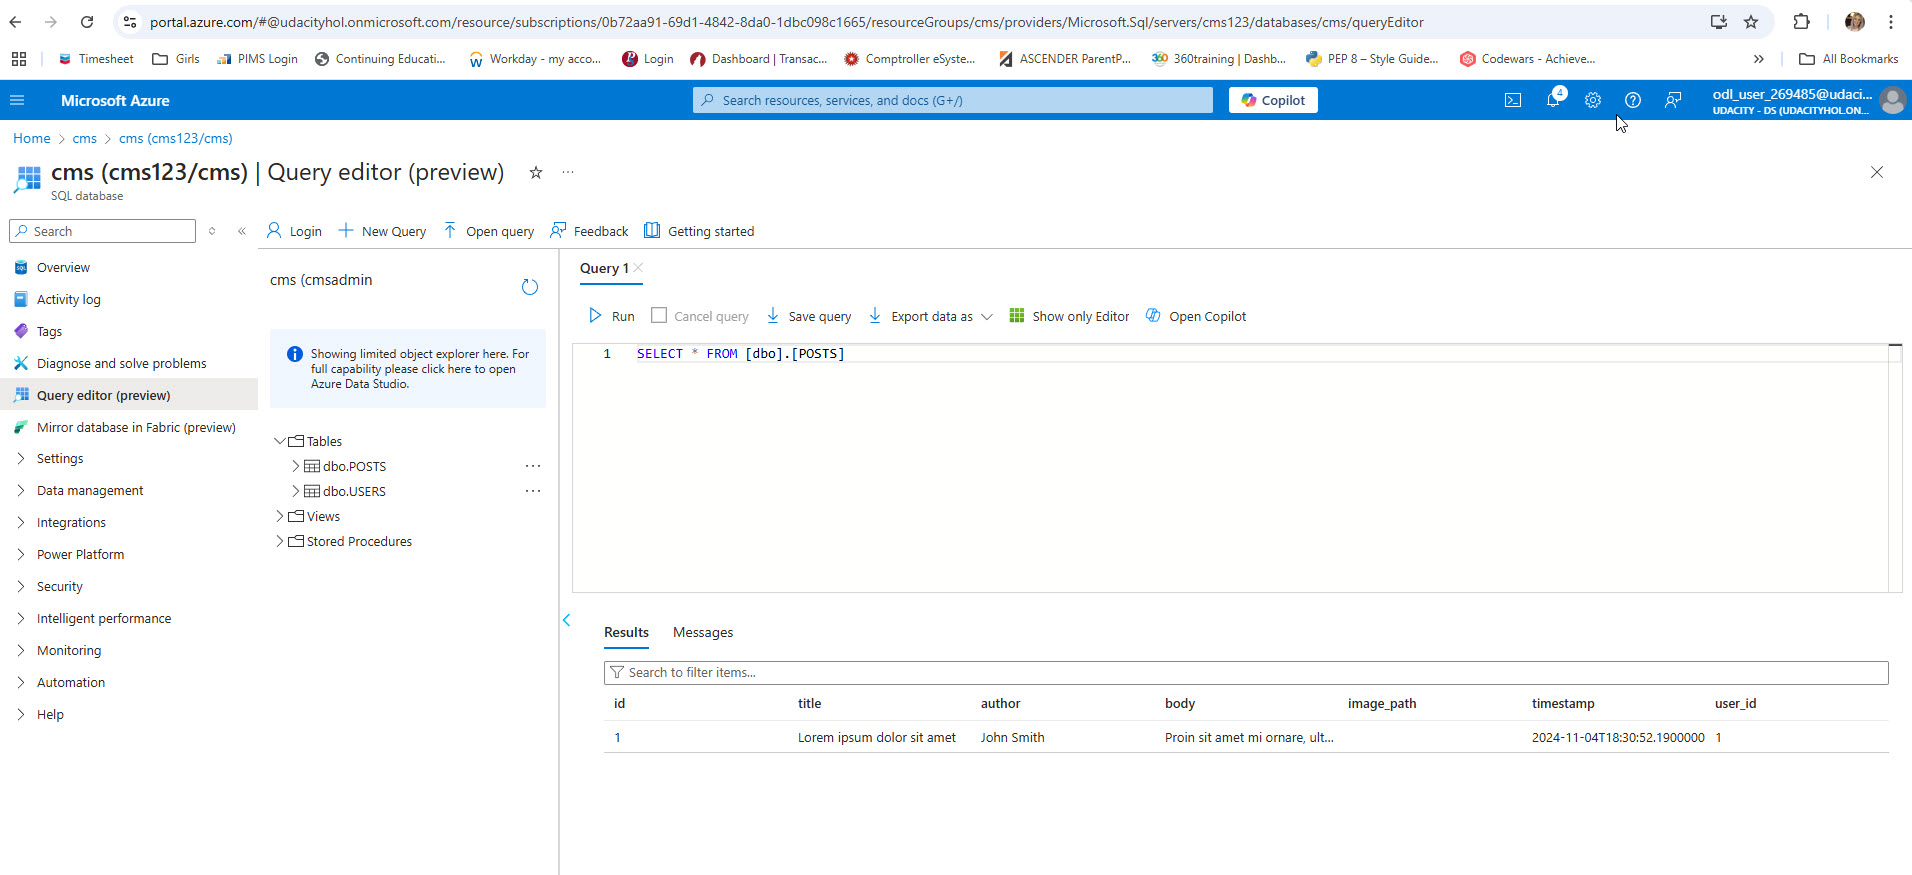 portal.azure.com/#@udacityhol.onmicrosoft.com/resource/subscriptions/0b72aa91-69d1-4842-8da0-1dbc098c1665/resourceGroups/cms/providers/Microsoft.Sql/servers/cms123/databases/cms/queryEditor
Timesheet Girls PIMS Login Continuing Educati... Workday - my acco... Login Dashboard | Transac... Comptroller eSyste... ASCENDER ParentP... 360training | Dashb... PEP 8 – Style Guide... Codewars - Achieve... » All Bookmarks
Microsoft Azure Search resources, services, and docs (G+/) Copilot 4 odl_user_269485@udaci...
UDACITY - DS (UDACITYHOL.ON...
Home > cms > cms (cms123/cms)
cms (cms123/cms) | Query editor (preview) ...
SQL database
Search « Login New Query Open query Feedback Getting started
Overview
Activity log
Tags
Diagnose and solve problems
Query editor (preview)
Mirror database in Fabric (preview)
Settings
Data management
Integrations
Power Platform
Security
Intelligent performance
Monitoring
Automation
Help
cms (cmsadmin
Showing limited object explorer here. For
full capability please click here to open
Azure Data Studio.
Tables
dbo.POSTS ...
dbo.USERS ...
Views
Stored Procedures
Query 1
Run Cancel query Save query Export data as Show only Editor Open Copilot
1 SELECT * FROM [dbo].[POSTS]
Results Messages
Search to filter items...
id title author body image_path timestamp user_id
1 Lorem ipsum dolor sit amet John Smith Proin sit amet mi ornare, ult... 2024-11-04T18:30:52.1900000 1